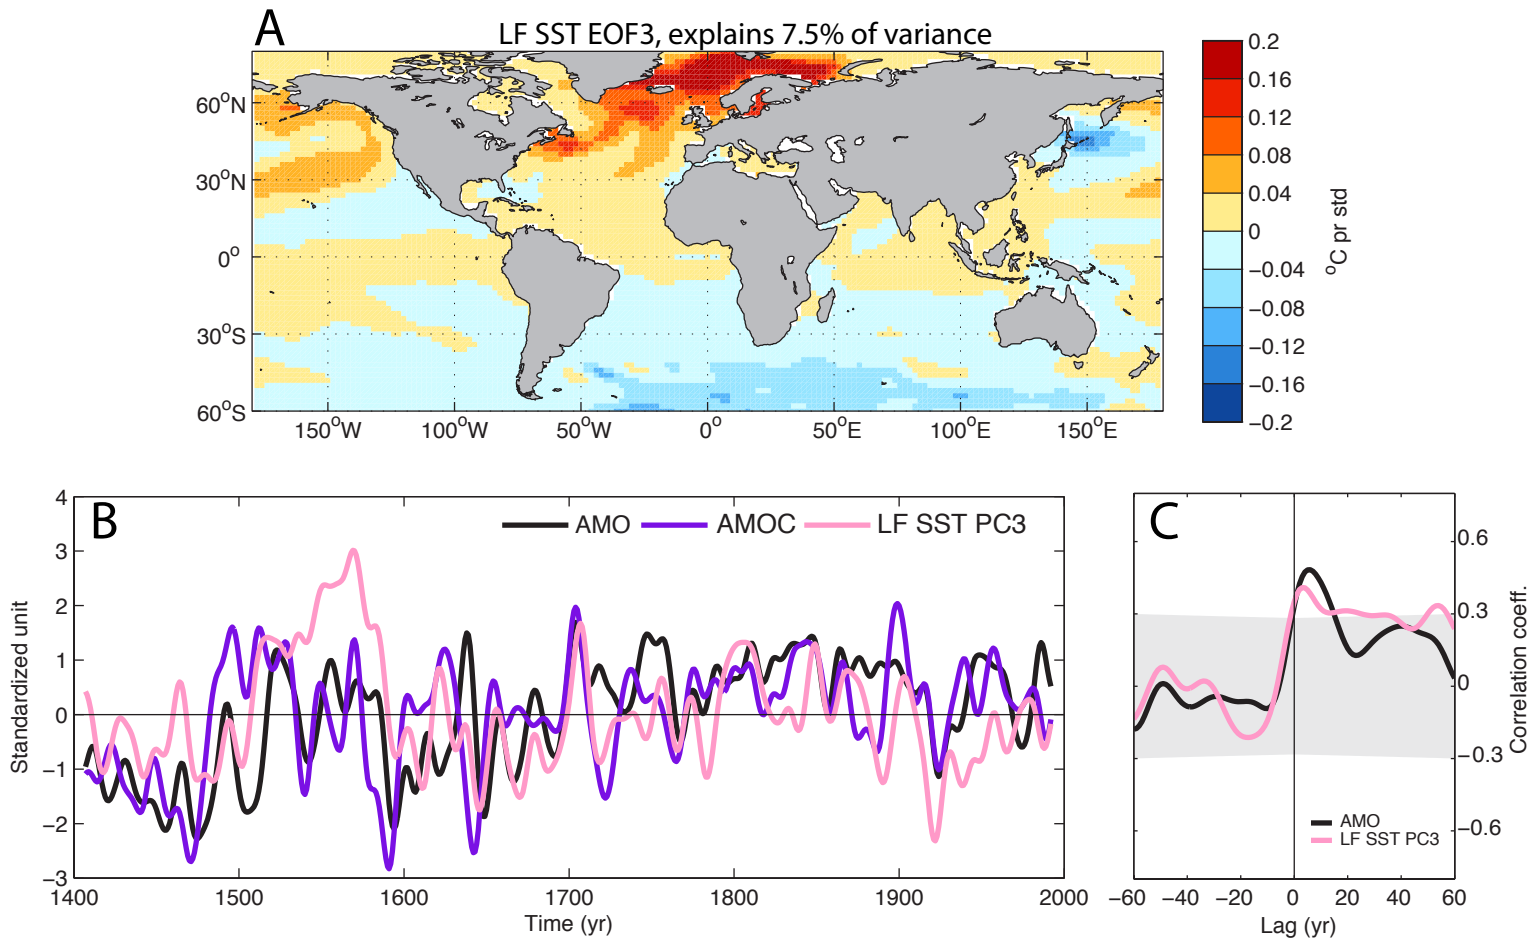 A
LF SST EOF3, explains 7.5% of variance
60°N
30°N
0°
30°S
60°S
150°W
100°W
50°W
0°
50°E
100°E
150°E
0.2
0.16
0.12
0.08
0.04
0
−0.04
−0.08
−0.12
−0.16
−0.2
°C pr std
B
AMO
AMOC
LF SST PC3
4
3
2
1
0
−1
−2
−3
Standardized unit
1400
1500
1600
1700
1800
1900
2000
Time (yr)
C
0.6
0.3
0
−0.3
−0.6
Correlation coeff.
AMO
LF SST PC3
−60
−40
−20
0
20
40
60
Lag (yr)